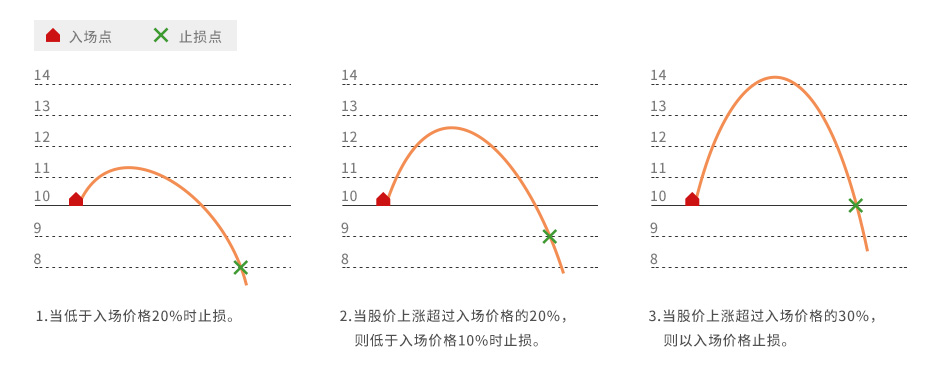 入场点 止损点
14 14 14
13 13 13
12 12 12
11 11 11
10 10 10
9 9 9
8 8 8
1.当低于入场价格20%时止损。
2.当股价上涨超过入场价格的20%，
则低于入场价格10%时止损。
3.当股价上涨超过入场价格的30%，
则以入场价格止损。